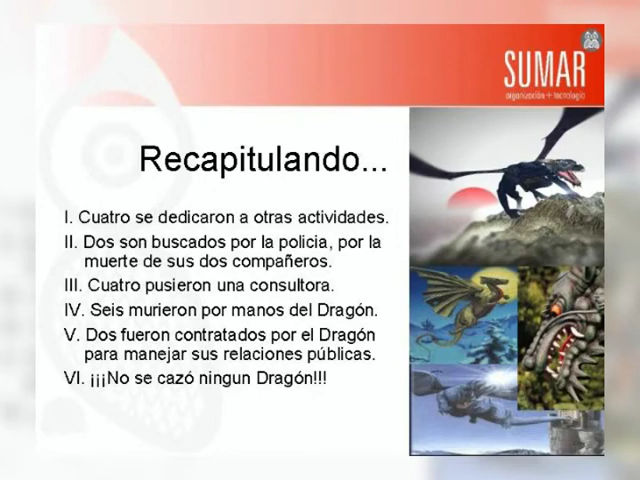 SUMAR
organización + tecnología
Recapitulando...
I. Cuatro se dedicaron a otras actividades.
II. Dos son buscados por la policia, por la
muerte de sus dos compañeros.
III. Cuatro pusieron una consultora.
IV. Seis murieron por manos del Dragón.
V. Dos fueron contratados por el Dragón
para manejar sus relaciones públicas.
VI. ¡¡¡No se cazó ningun Dragón!!!